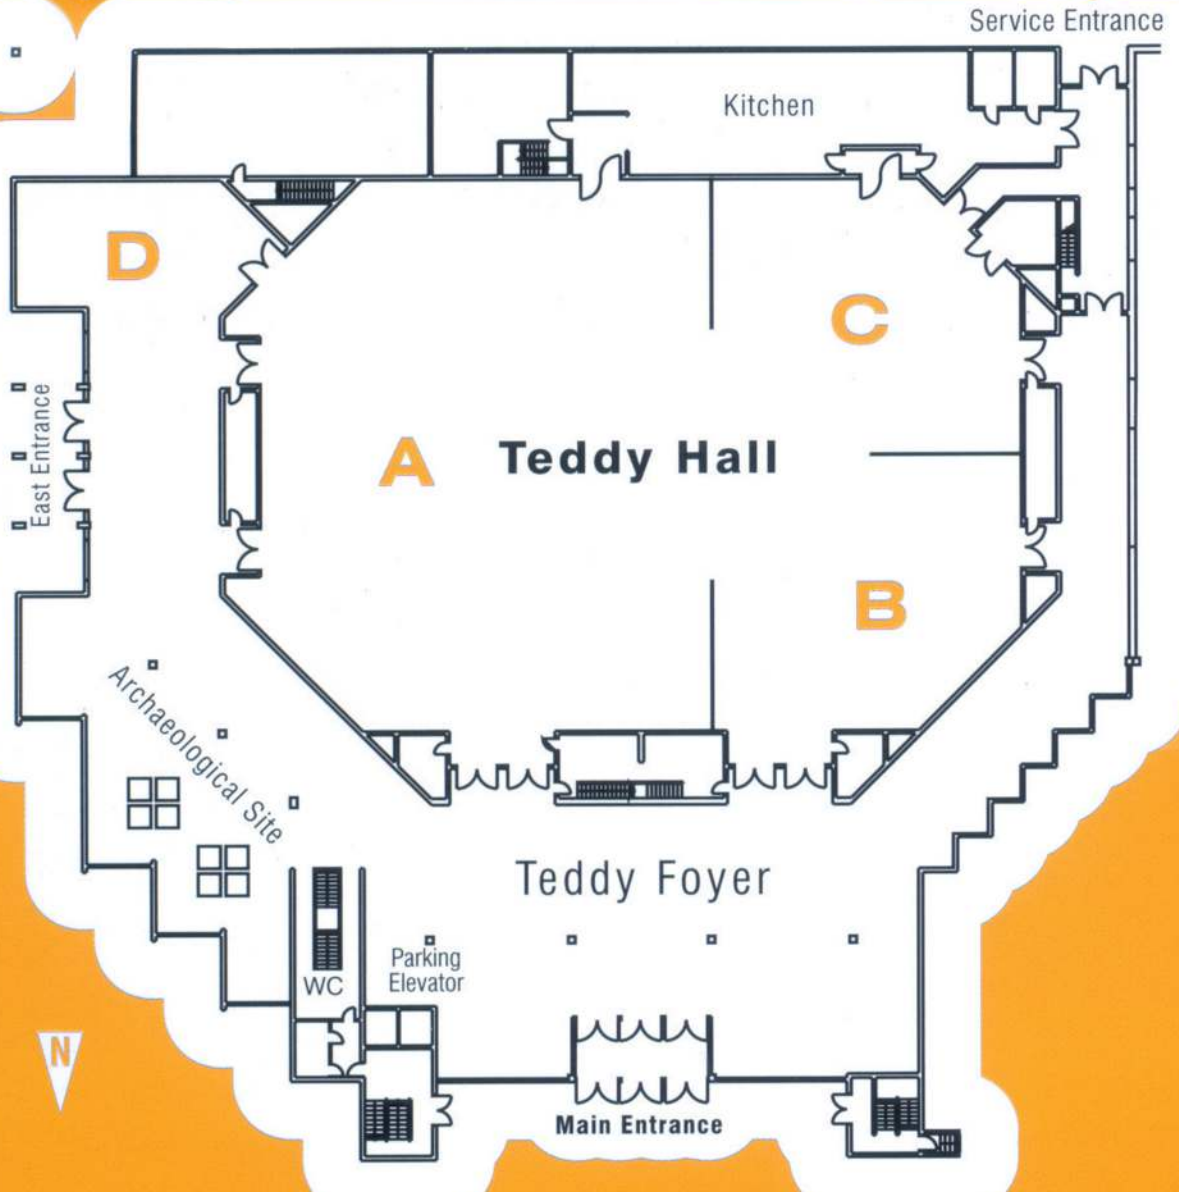 Service Entrance
Kitchen
D
C
East Entrance
A
Teddy Hall
B
Archaeological Site
Teddy Foyer
Parking
Elevator
WC
N
Main Entrance